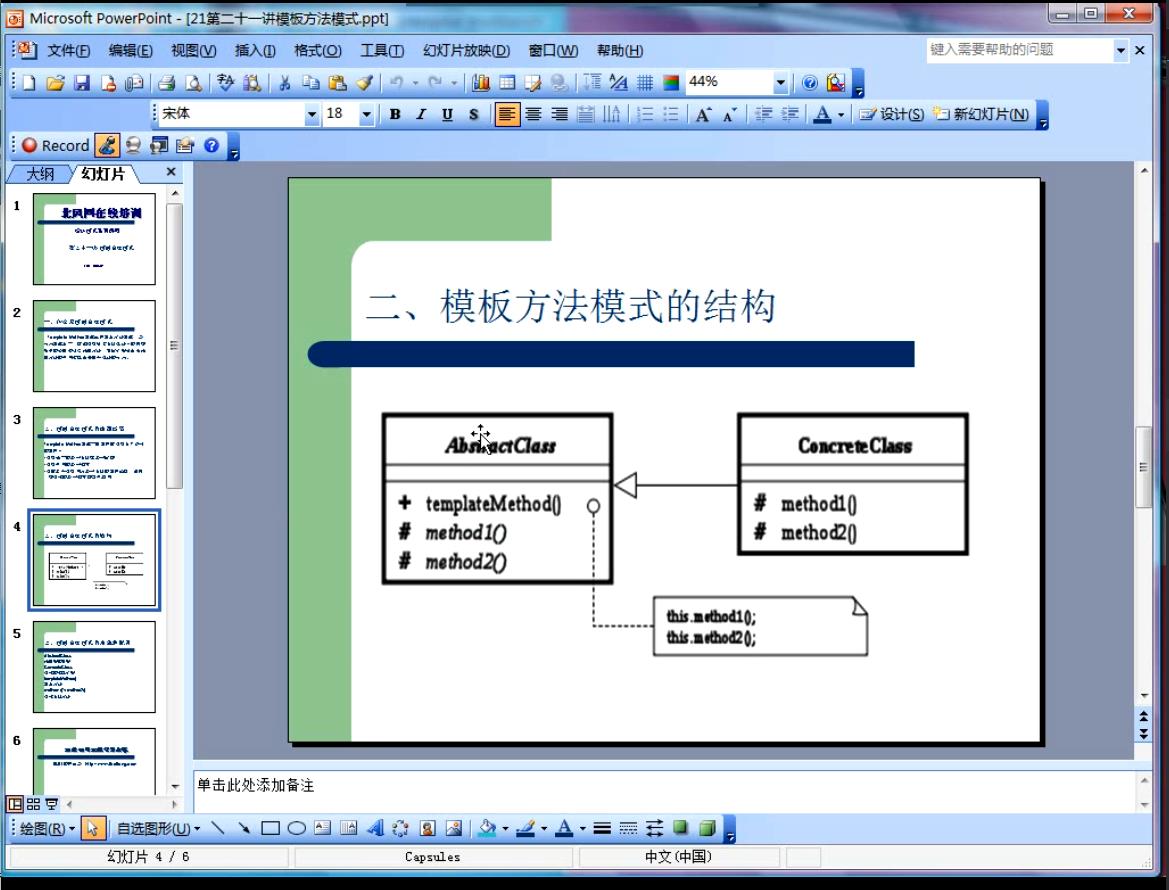 Microsoft PowerPoint - [21第二十一讲模板方法模式.ppt]
文件(F) 编辑(E) 视图(V) 插入(I) 格式(O) 工具(T) 幻灯片放映(D) 窗口(W) 帮助(H) 键入需要帮助的问题
44%
宋体 18 B I U S A A A 设计(S) 新幻灯片(N)
Record
大纲 幻灯片
1
北风网在线培训
2
3
4
5
6
二、模板方法模式的结构
AbstractClass
+ templateMethod()
# method1()
# method2()
ConcreteClass
# method1()
# method2()
this.method1();
this.method2();
单击此处添加备注
绘图(R) 自选图形(U)
幻灯片 4 / 6 Capsules 中文(中国)